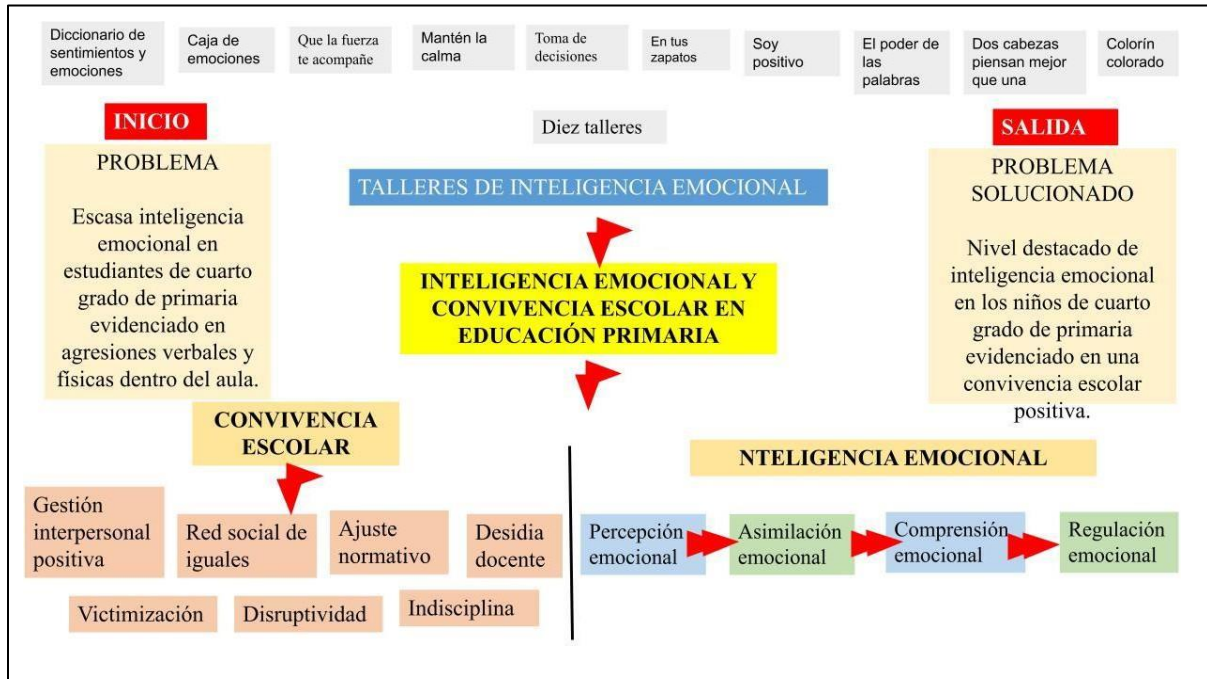 Diccionario de
sentimientos y
emociones
Caja de
emociones
Que la fuerza
te acompañe
Mantén la
calma
Toma de
decisiones
En tus
zapatos
Soy
positivo
El poder de
las
palabras
Dos cabezas
piensan mejor
que una
Colorín
colorado
INICIO
Diez talleres
SALIDA
PROBLEMA
Escasa inteligencia
emocional en
estudiantes de cuarto
grado de primaria
evidenciado en
agresiones verbales y
físicas dentro del aula.
TALLERES DE INTELIGENCIA EMOCIONAL
INTELIGENCIA EMOCIONAL Y
CONVIVENCIA ESCOLAR EN
EDUCACIÓN PRIMARIA
PROBLEMA
SOLUCIONADO
Nivel destacado de
inteligencia emocional
en los niños de cuarto
grado de primaria
evidenciado en una
convivencia escolar
positiva.
CONVIVENCIA
ESCOLAR
Gestión
interpersonal
positiva
Red social de
iguales
Ajuste
normativo
Desidia
docente
Victimización
Disruptividad
Indisciplina
NTELIGENCIA EMOCIONAL
Percepción
emocional
Asimilación
emocional
Comprensión
emocional
Regulación
emocional